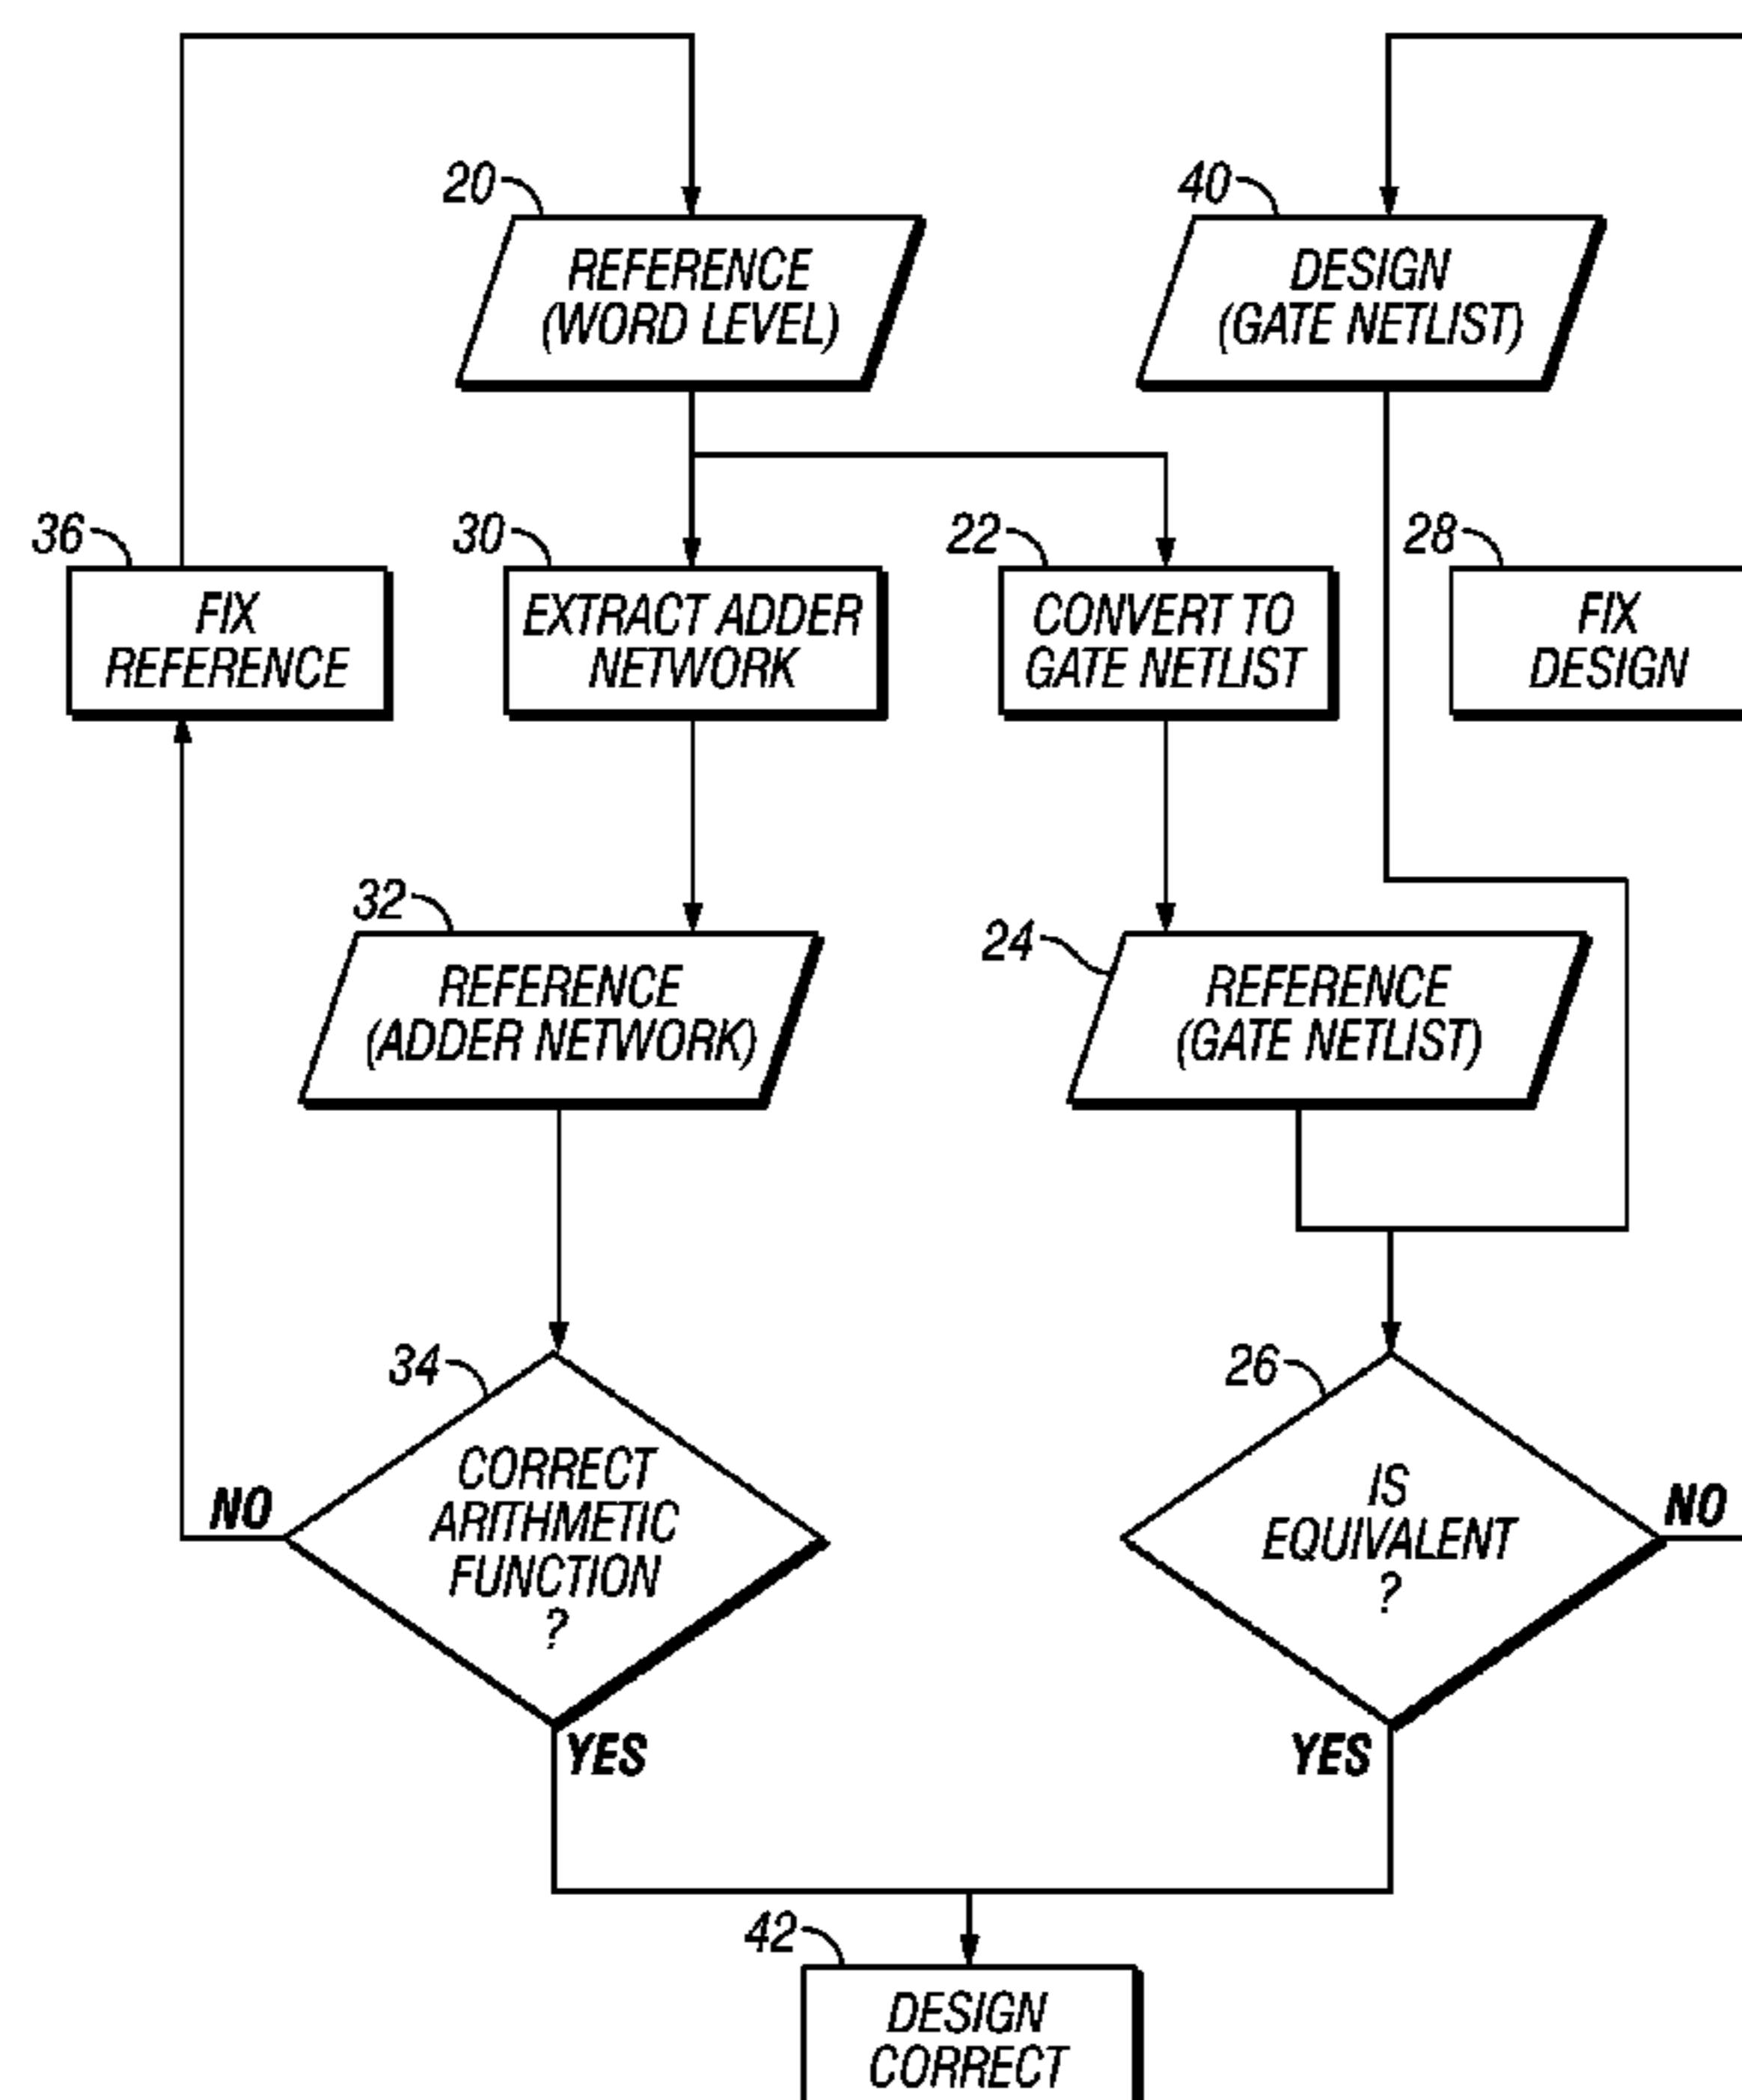 20
REFERENCE
(WORD LEVEL)
40
DESIGN
(GATE NETLIST)
36
FIX
REFERENCE
30
EXTRACT ADDER
NETWORK
22
CONVERT TO
GATE NETLIST
28
FIX
DESIGN
32
REFERENCE
(ADDER NETWORK)
24
REFERENCE
(GATE NETLIST)
34
CORRECT
ARITHMETIC
FUNCTION
?
NO
YES
26
IS
EQUIVALENT
?
NO
YES
42
DESIGN
CORRECT